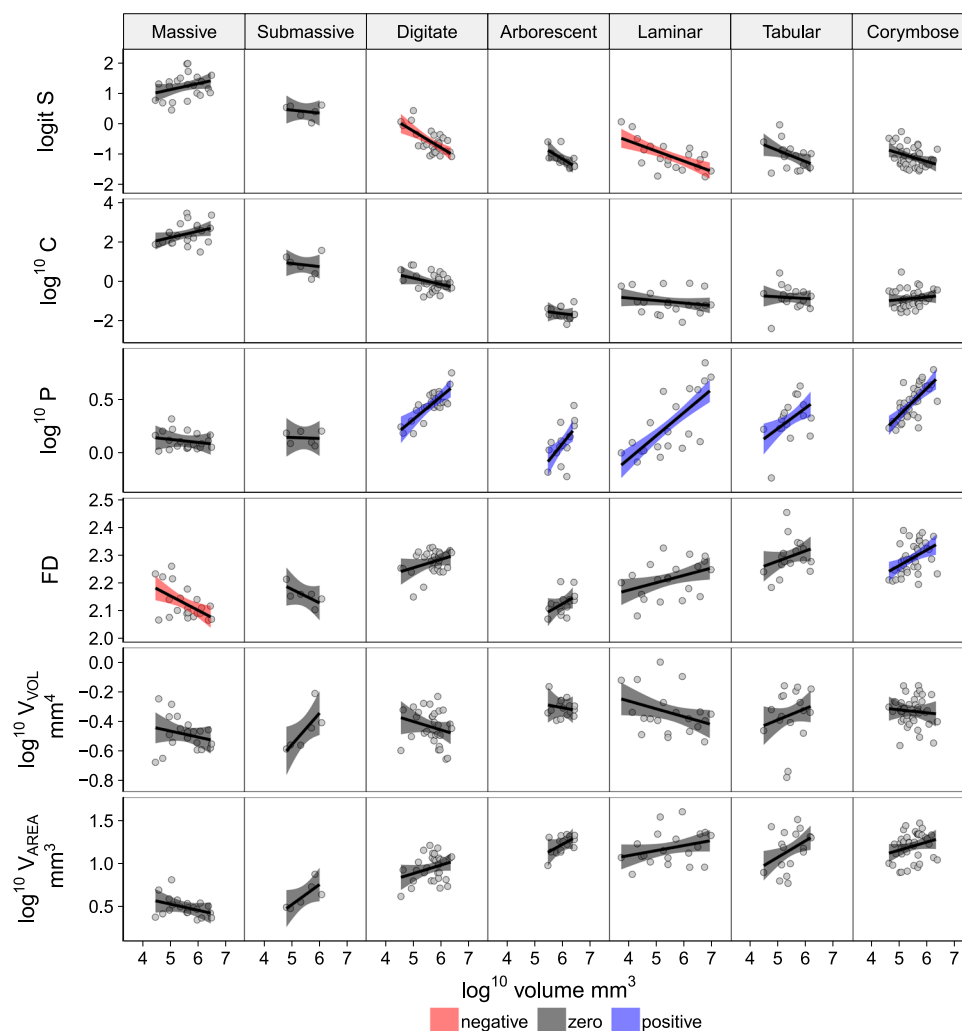 Massive Submassive Digitate Arborescent Laminar Tabular Corymbose
logit S
2
1
0
−1
−2
log10 C
4
2
0
−2
log10 P
0.5
0.0
FD
2.5
2.4
2.3
2.2
2.1
2.0
log10 VVOL
mm4
0.0
−0.2
−0.4
−0.6
−0.8
log10 VAREA
mm3
1.5
1.0
0.5
4 5 6 7 4 5 6 7 4 5 6 7 4 5 6 7 4 5 6 7 4 5 6 7 4 5 6 7
log10 volume mm3
negative zero positive